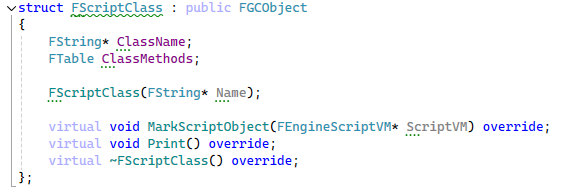 struct FScriptClass : public FGCObject
{
FString* ClassName;
FTable ClassMethods;
FScriptClass(FString* Name);
virtual void MarkScriptObject(FEngineScriptVM* ScriptVM) override;
virtual void Print() override;
virtual ~FScriptClass() override;
};